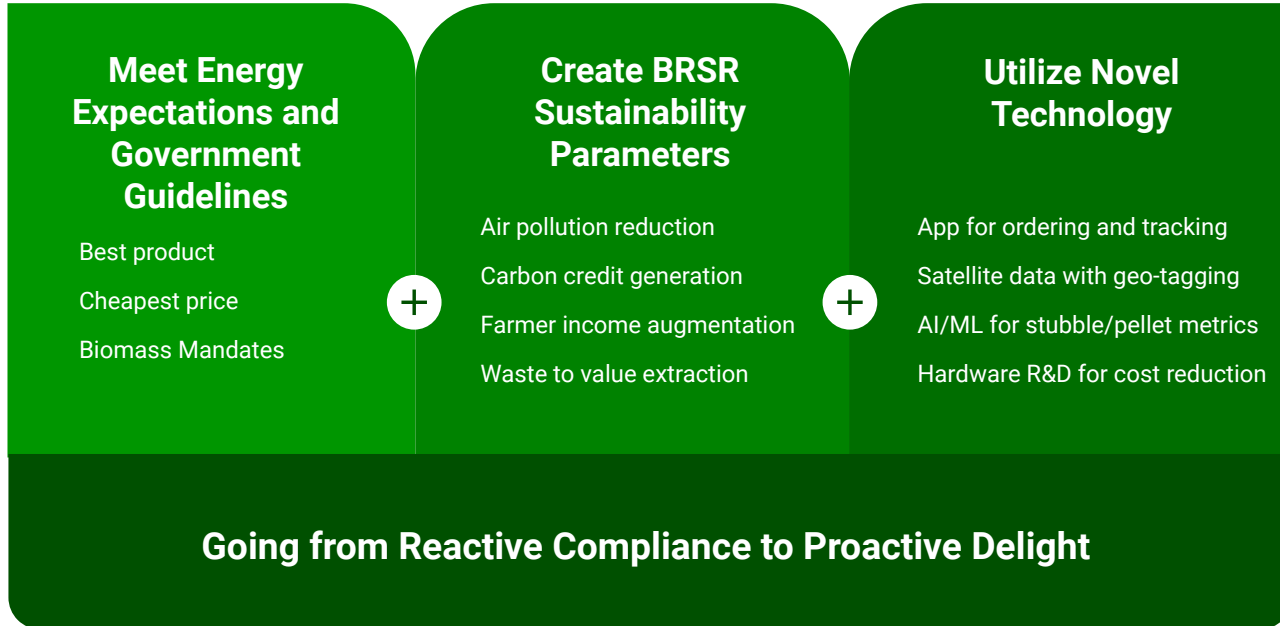 Meet Energy
Expectations and
Government
Guidelines
Best product
Cheapest price
Biomass Mandates
+
Create BRSR
Sustainability
Parameters
Air pollution reduction
Carbon credit generation
Farmer income augmentation
Waste to value extraction
+
Utilize Novel
Technology
App for ordering and tracking
Satellite data with geo-tagging
AI/ML for stubble/pellet metrics
Hardware R&D for cost reduction
Going from Reactive Compliance to Proactive Delight